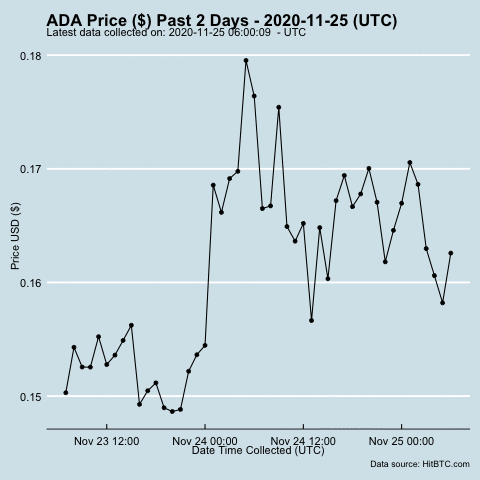 ADA Price ($) Past 2 Days - 2020-11-25 (UTC)
Latest data collected on: 2020-11-25 06:00:09  - UTC
0.18
0.17
0.16
0.15
Price USD ($)
Nov 23 12:00 Nov 24 00:00 Nov 24 12:00 Nov 25 00:00
Date Time Collected (UTC)
Data source: HitBTC.com